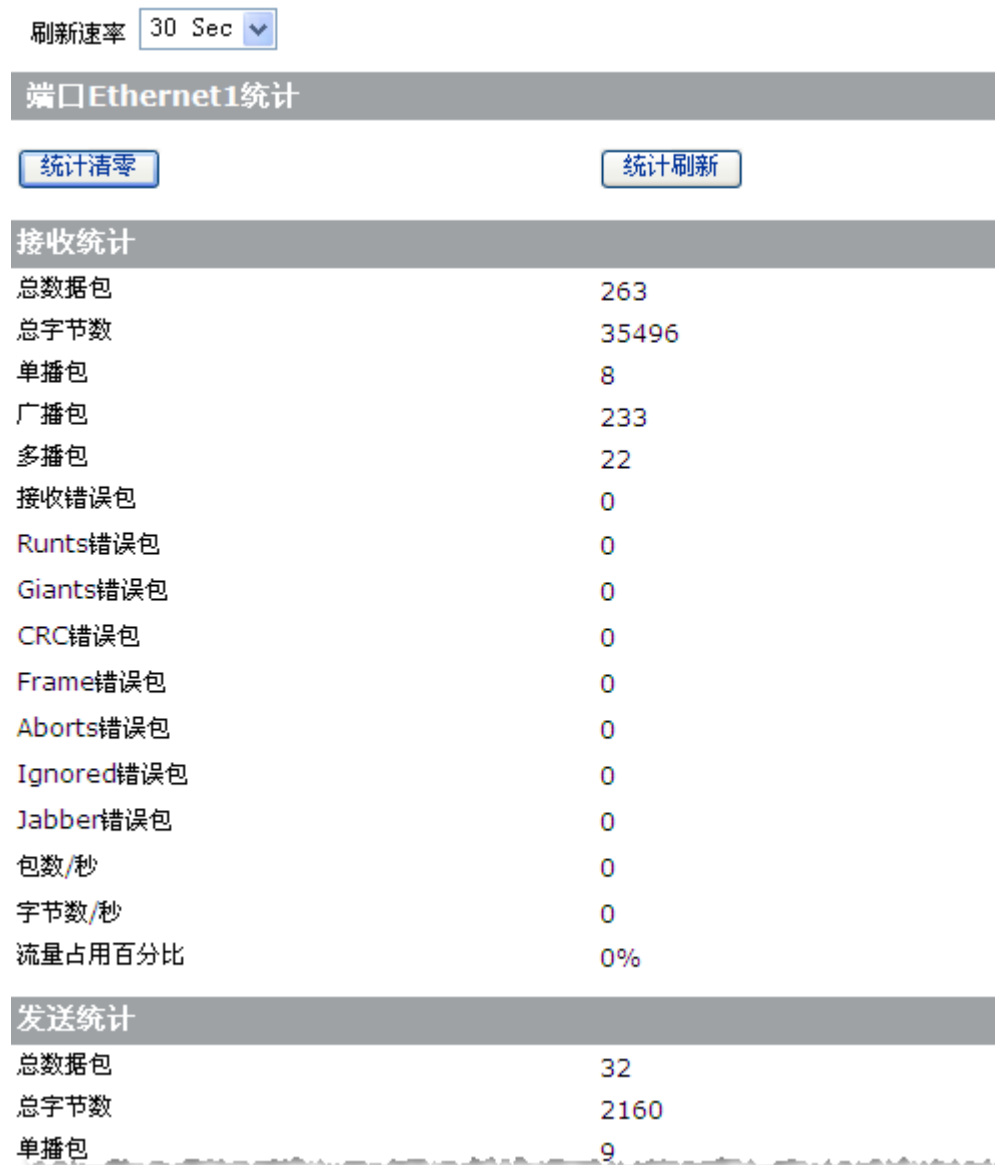 刷新速率 30 Sec
端口Ethernet1统计
统计清零 统计刷新
接收统计
总数据包 263
总字节数 35496
单播包 8
广播包 233
多播包 22
接收错误包 0
Runts错误包 0
Giants错误包 0
CRC错误包 0
Frame错误包 0
Aborts错误包 0
Ignored错误包 0
Jabber错误包 0
包数/秒 0
字节数/秒 0
流量占用百分比 0%
发送统计
总数据包 32
总字节数 2160
单播包 9